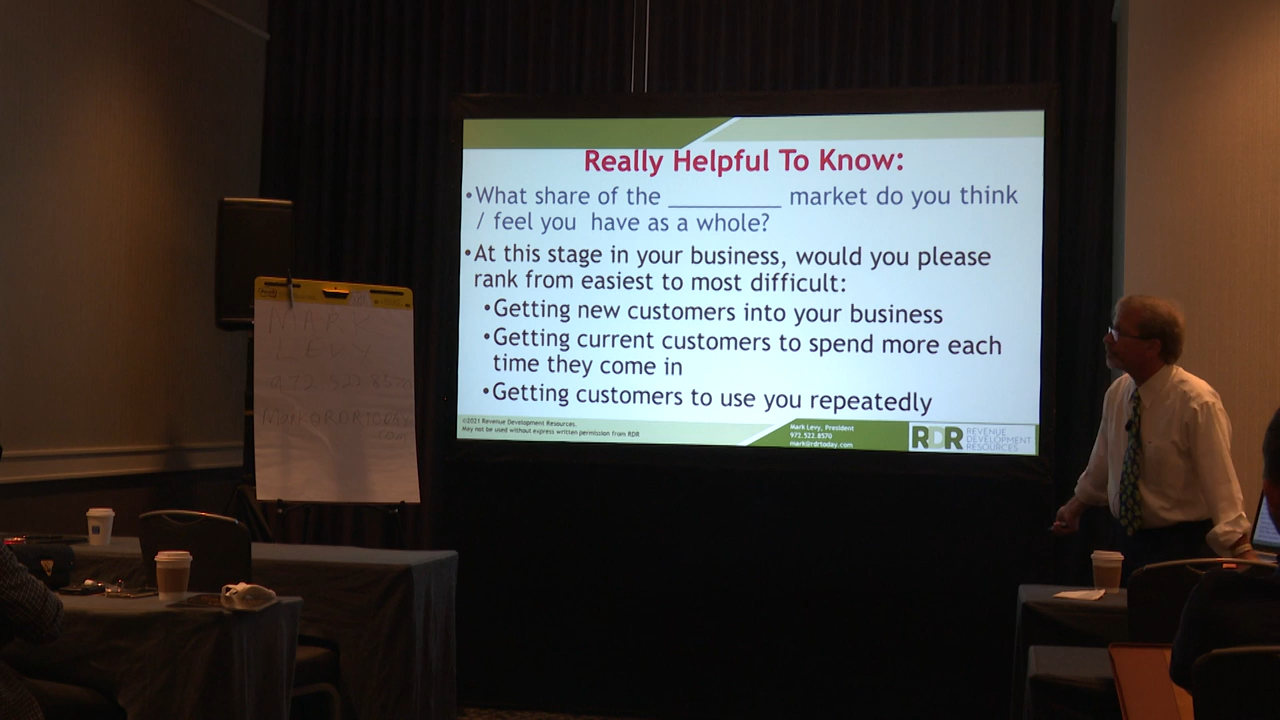 Really Helpful To Know:
•What share of the _________ market do you think
/ feel you have as a whole?
•At this stage in your business, would you please
rank from easiest to most difficult:
•Getting new customers into your business
•Getting current customers to spend more each
time they come in
•Getting customers to use you repeatedly
©2021 Revenue Development Resources.
May not be used without express written permission from RDR
Mark Levy, President
972.522.8570
mark@rdrtoday.com
RDR
REVENUE
DEVELOPMENT
RESOURCES
MARK
LEVY
972 522 8570
Mark@RDRTODAY
.com